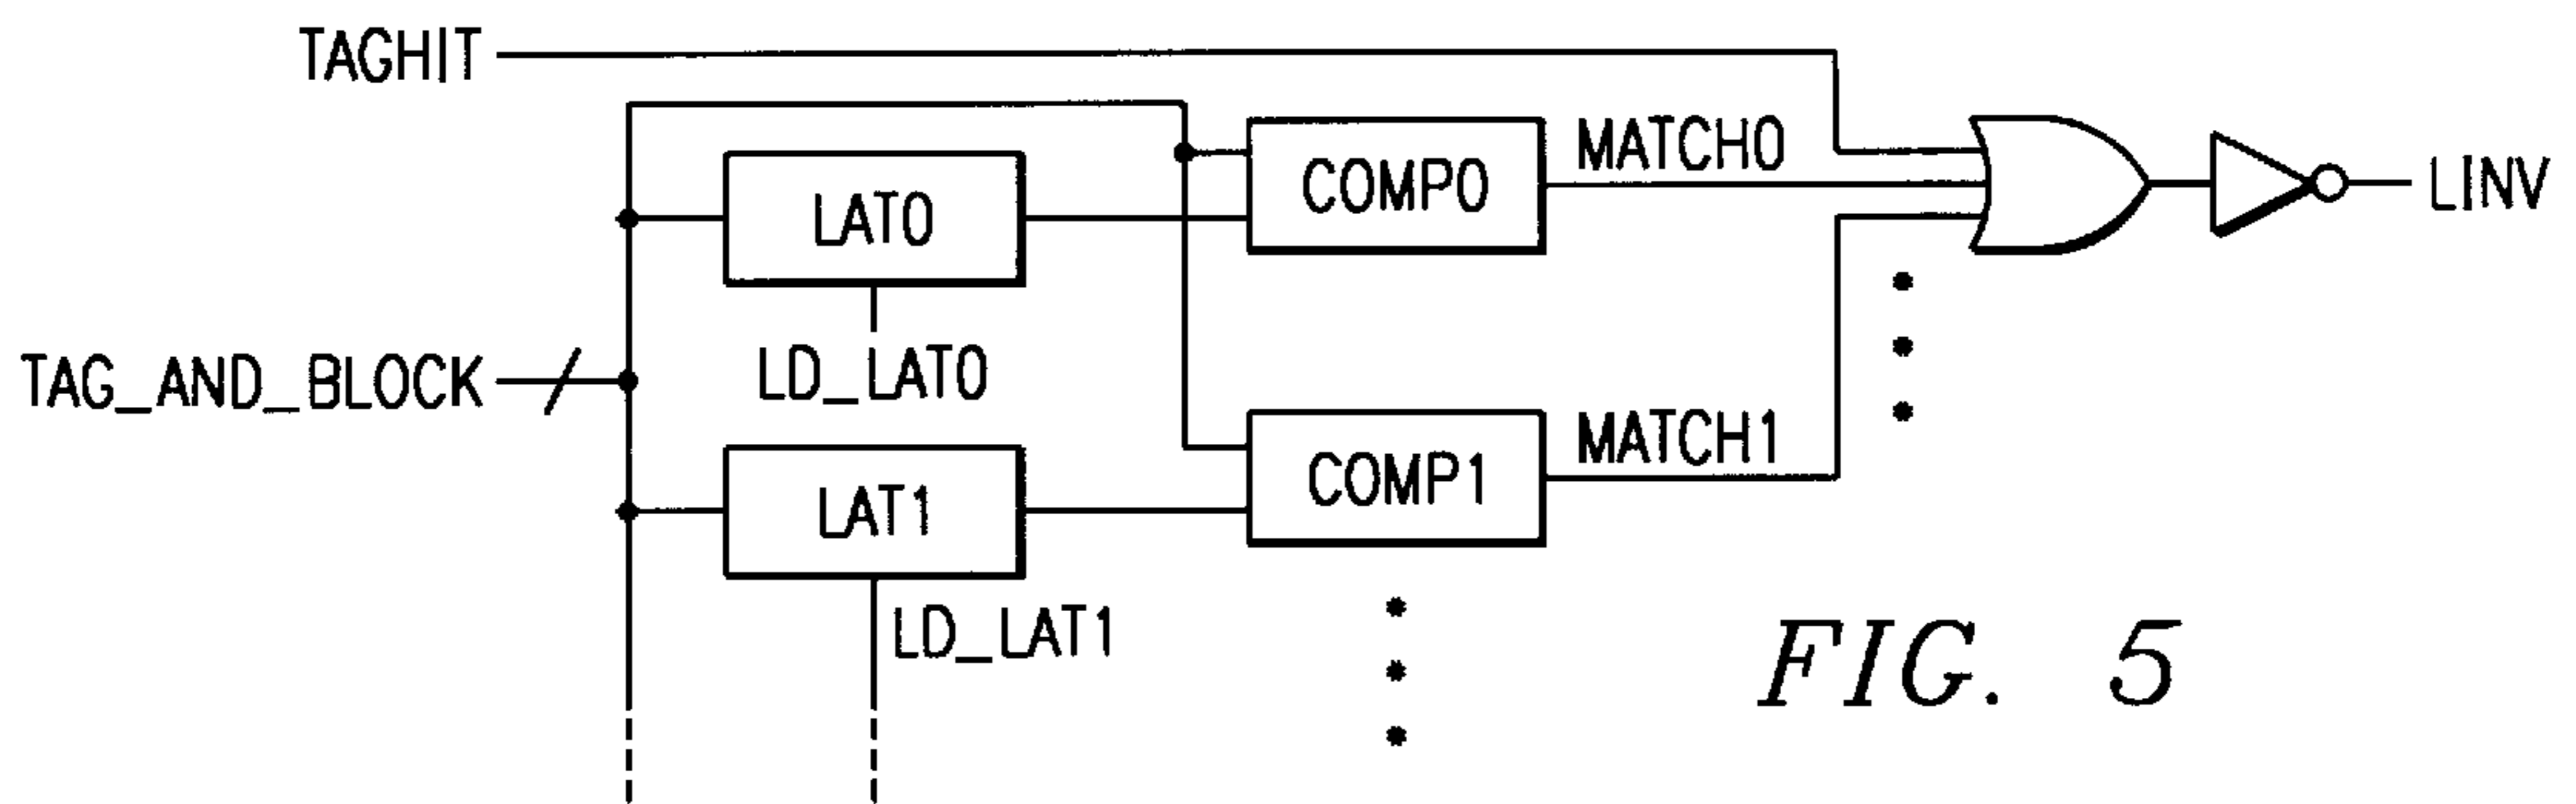 TAGHIT
MATCH0
COMP0
LINV
LAT0
LD_LAT0
TAG_AND_BLOCK
MATCH1
COMP1
LAT1
LD_LAT1
FIG. 5